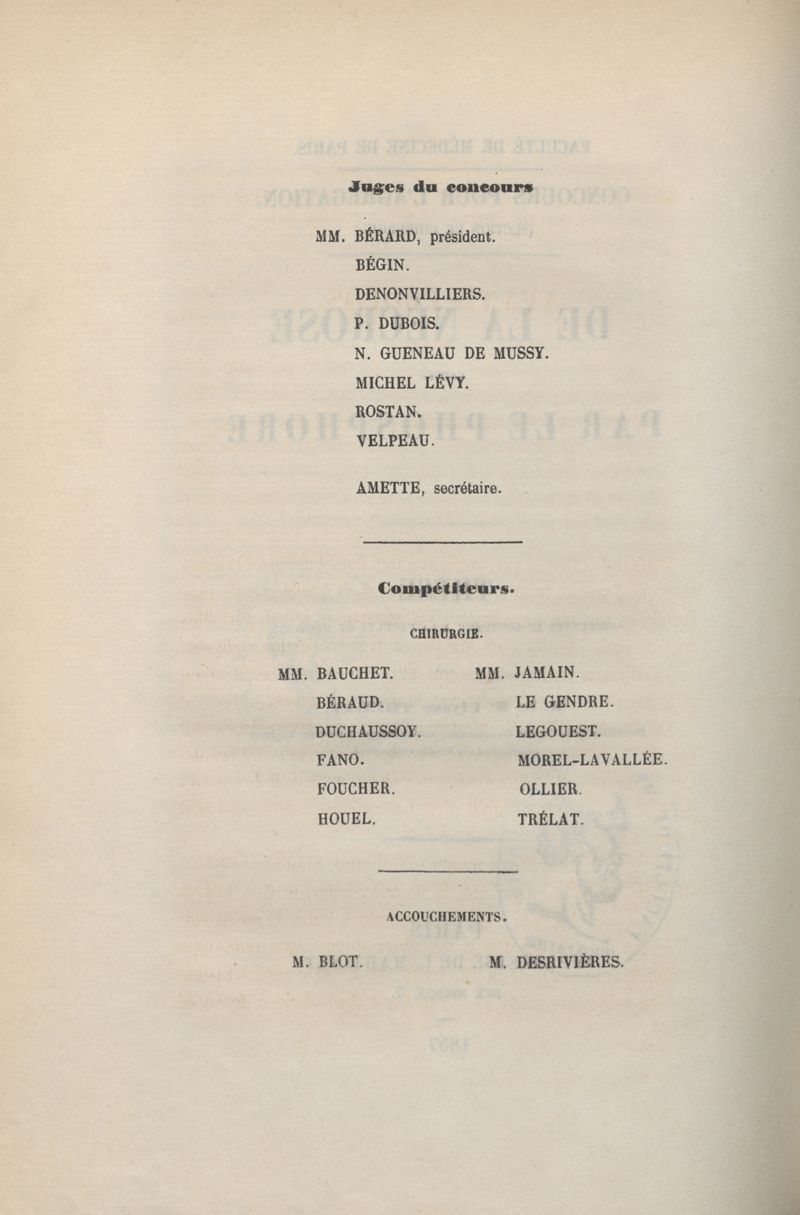 Juges du concours
MM. BÉRARD, président.
BÉGIN.
DENONVILLIERS.
P. DUBOIS.
N. GUENEAU DE MUSSY.
MICHEL LÉVY.
ROSTAN.
VELPEAU.
AMETTE, secrétaire.
Compétiteurs.
CHIRURGIE.
MM. BAUCHET. MM. JAMAIN.
BÉRAUD. LE GENDRE.
DUCHAUSSOY. LEGOUEST.
FANO. MOREL-LAVALLÉE.
FOUCHER. OLLIER.
HOUEL. TRÉLAT.
ACCOUCHEMENTS.
M. BLOT. M. DESRIVIÈRES.